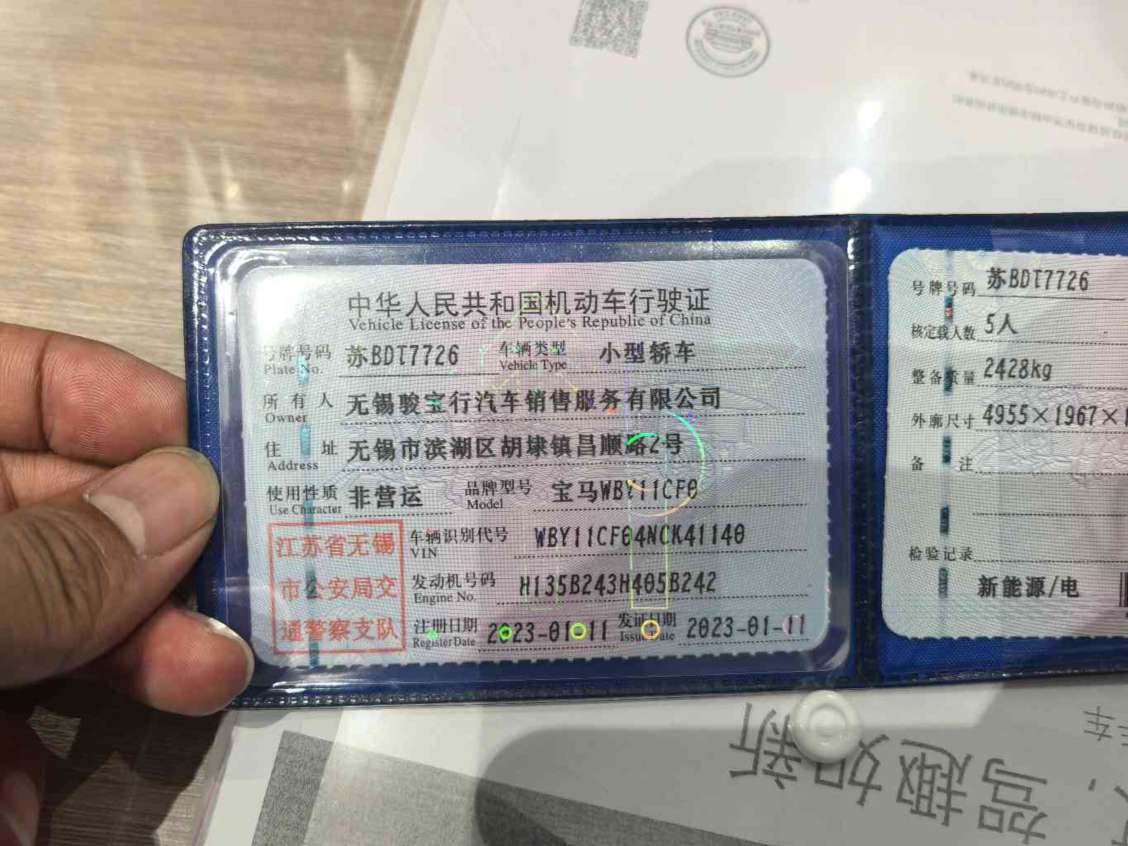 中华人民共和国机动车行驶证
Vehicle License of the People's Republic of China
号牌号码 苏BDT7726 车辆类型 小型轿车
Plate No. Vehicle Type
所有人 无锡骏宝行汽车销售服务有限公司
Owner
住址 无锡市滨湖区胡埭镇昌顺路2号
Address
使用性质 非营运 品牌型号 宝马WBY11CF0
Use Character Model
江苏省无锡
市公安局交
通警察支队
车辆识别代号 WBY11CF04NCK41140
VIN
发动机号码 H135B243H405B242
Engine No.
注册日期 2023-01-11 发证日期 2023-01-11
Register Date Issue Date
号牌号码 苏BDT7726
核定载人数 5人
整备质量 2428kg
外廓尺寸 4955×1967×1
备注
检验记录
新能源/电
驾趣如新